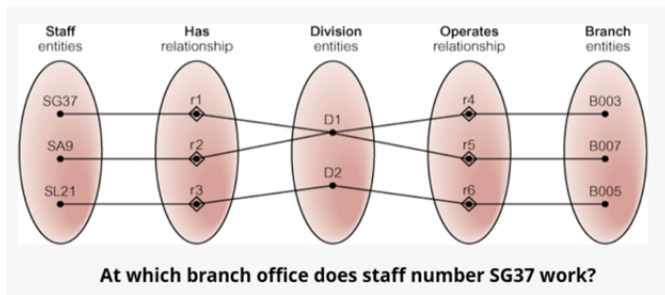 Staff Has Division Operates Branch
entities relationship entities relationship entities
SG37 r1 D1 r4 B003
SA9 r2 r5 B007
SL21 r3 D2 r6 B005
At which branch office does staff number SG37 work?